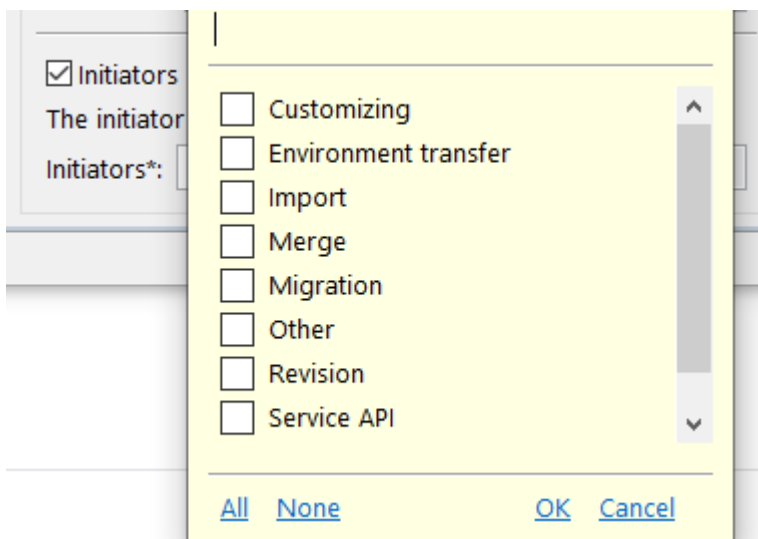 Initiators
The initiator
Initiators*:
Customizing
Environment transfer
Import
Merge
Migration
Other
Revision
Service API
All None OK Cancel